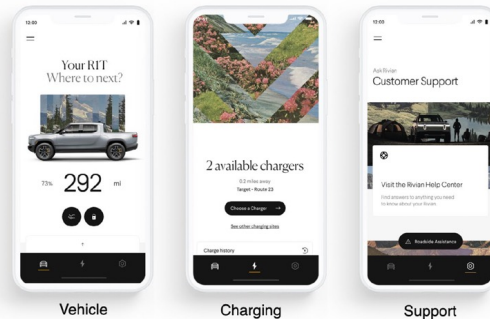 12:00
Your R1T
Where to next?
73%
292
mi
Vehicle
2 available chargers
0.2 miles away
Target - Route 23
Choose a Charger →
See other charging sites
Charge history
Charging
12:00
Ask Rivian
Customer Support
Visit the Rivian Help Center
Find answers to anything you need
to know about your Rivian.
Roadside Assistance
Support